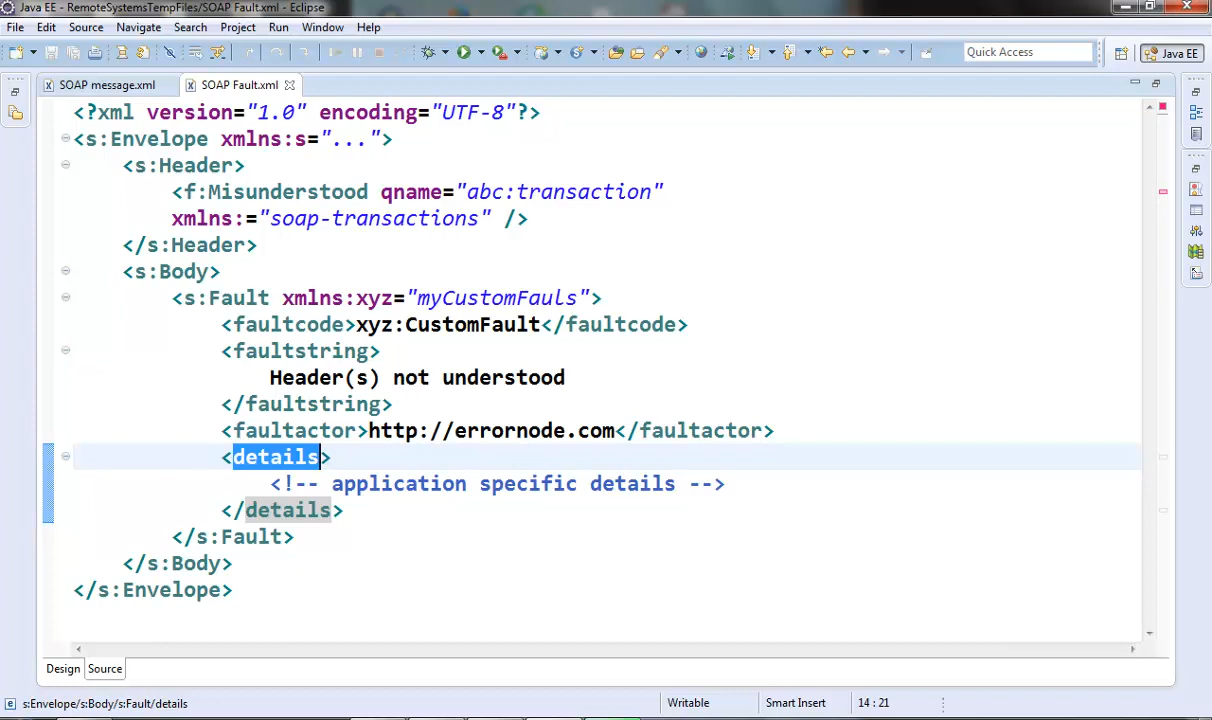 Java EE - RemoteSystemsTempFiles/SOAP Fault.xml - Eclipse
File Edit Source Navigate Search Project Run Window Help
Quick Access
Java EE
SOAP message.xml SOAP Fault.xml
<?xml version="1.0" encoding="UTF-8"?>
<s:Envelope xmlns:s="...">
<s:Header>
<f:Misunderstood qname="abc:transaction"
xmlns:="soap-transactions" />
</s:Header>
<s:Body>
<s:Fault xmlns:xyz="myCustomFauls">
<faultcode>xyz:CustomFault</faultcode>
<faultstring>
Header(s) not understood
</faultstring>
<faultactor>http://errornode.com</faultactor>
<details>
<!-- application specific details -->
</details>
</s:Fault>
</s:Body>
</s:Envelope>
Design Source
s:Envelope/s:Body/s:Fault/details
Writable
Smart Insert
14 : 21